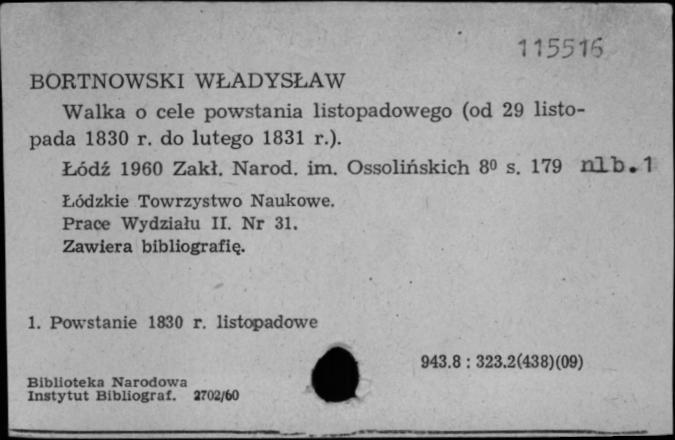 115516
BORTNOWSKI WŁADYSŁAW
Walka o cele powstania listopadowego (od 29 listo-
pada 1830 r. do lutego 1831 r.).
Łódź 1960 Zakł. Narod. im. Ossolińskich 8⁰ s. 179 nlb.1
Łódzkie Towrzystwo Naukowe.
Prace Wydziału II. Nr 31.
Zawiera bibliografię.
1. Powstanie 1830 r. listopadowe
943.8 : 323.2(438)(09)
Biblioteka Narodowa
Instytut Bibliograf. 2702/60